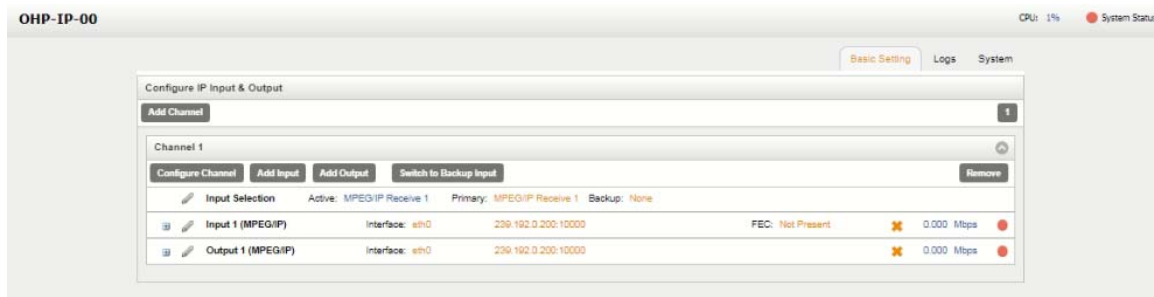 OHP-IP-00 CPU: 1% System Statu
Basic Setting Logs System
Configure IP Input & Output
Add Channel 1
Channel 1
Configure Channel Add Input Add Output Switch to Backup Input Remove
Input Selection Active: MPEG/IP Receive 1 Primary: MPEG/IP Receive 1 Backup: None
Input 1 (MPEG/IP) Interface: eth0 239.192.0.200:10000 FEC: Not Present 0.000 Mbps
Output 1 (MPEG/IP) Interface: eth0 239.192.0.200:10000 0.000 Mbps